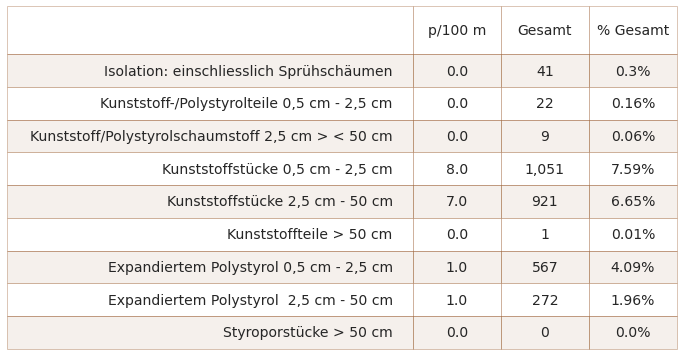 p/100 m Gesamt % Gesamt
Isolation: einschliesslich Sprühschäumen 0.0 41 0.3%
Kunststoff-/Polystyrolteile 0,5 cm - 2,5 cm 0.0 22 0.16%
Kunststoff/Polystyrolschaumstoff 2,5 cm > < 50 cm 0.0 9 0.06%
Kunststoffstücke 0,5 cm - 2,5 cm 8.0 1,051 7.59%
Kunststoffstücke 2,5 cm - 50 cm 7.0 921 6.65%
Kunststoffteile > 50 cm 0.0 1 0.01%
Expandiertem Polystyrol 0,5 cm - 2,5 cm 1.0 567 4.09%
Expandiertem Polystyrol  2,5 cm - 50 cm 1.0 272 1.96%
Styroporstücke > 50 cm 0.0 0 0.0%